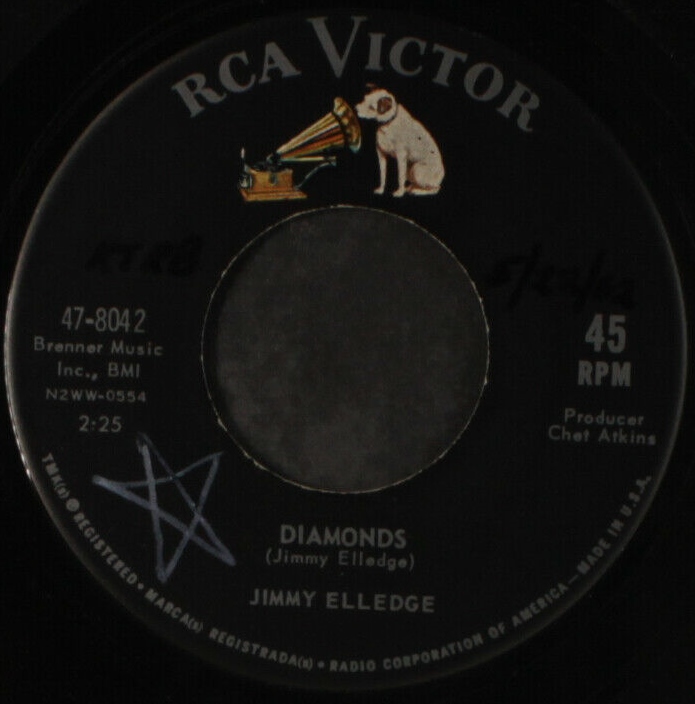 RCA VICTOR
47-8042
Brenner Music
Inc., BMI
N2WW-0554
2:25
45
RPM
Producer
Chet Atkins
DIAMONDS
(Jimmy Elledge)
JIMMY ELLEDGE
TMK(s) ® REGISTERED • MARCA(s) REGISTRADA(s) • RADIO CORPORATION OF AMERICA—MADE IN U.S.A.